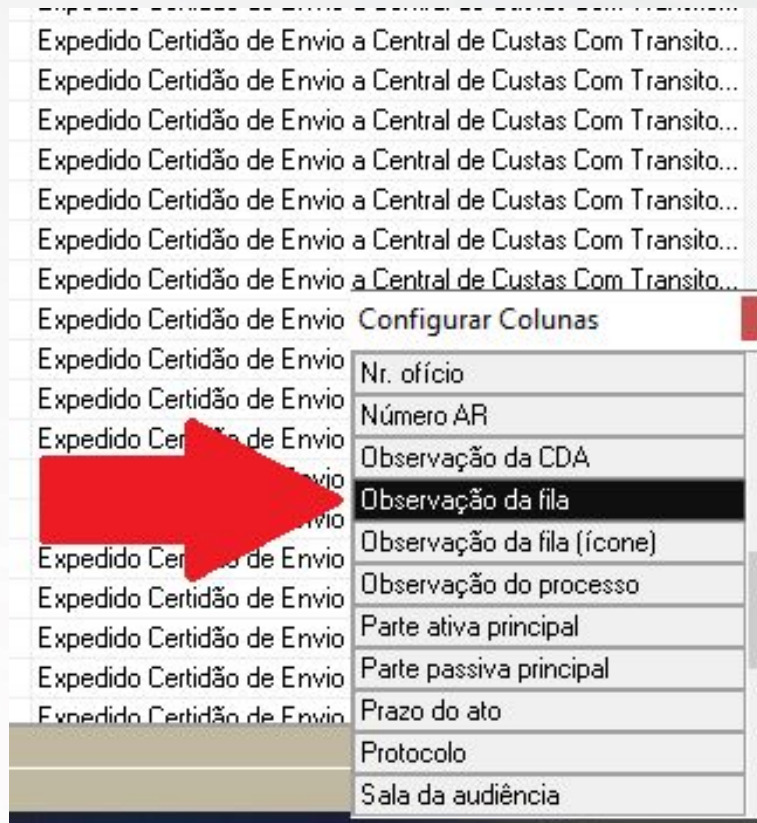 Expedido Certidão de Envio a Central de Custas Com Transito...
Expedido Certidão de Envio a Central de Custas Com Transito...
Expedido Certidão de Envio a Central de Custas Com Transito...
Expedido Certidão de Envio a Central de Custas Com Transito...
Expedido Certidão de Envio a Central de Custas Com Transito...
Expedido Certidão de Envio a Central de Custas Com Transito...
Expedido Certidão de Envio a Central de Custas Com Transito...
Expedido Certidão de Envio
Expedido Certidão de Envio
Expedido Certidão de Envio
Expedido de Envio
Expedido de Envio
Expedido Certidão de Envio
Expedido Certidão de Envio
Expedido Certidão de Envio
Expedido Certidão de Envio
Configurar Colunas
Nr. ofício
Número AR
Observação da CDA
Observação da fila
Observação da fila (ícone)
Observação do processo
Parte ativa principal
Parte passiva principal
Prazo do ato
Protocolo
Sala da audiência